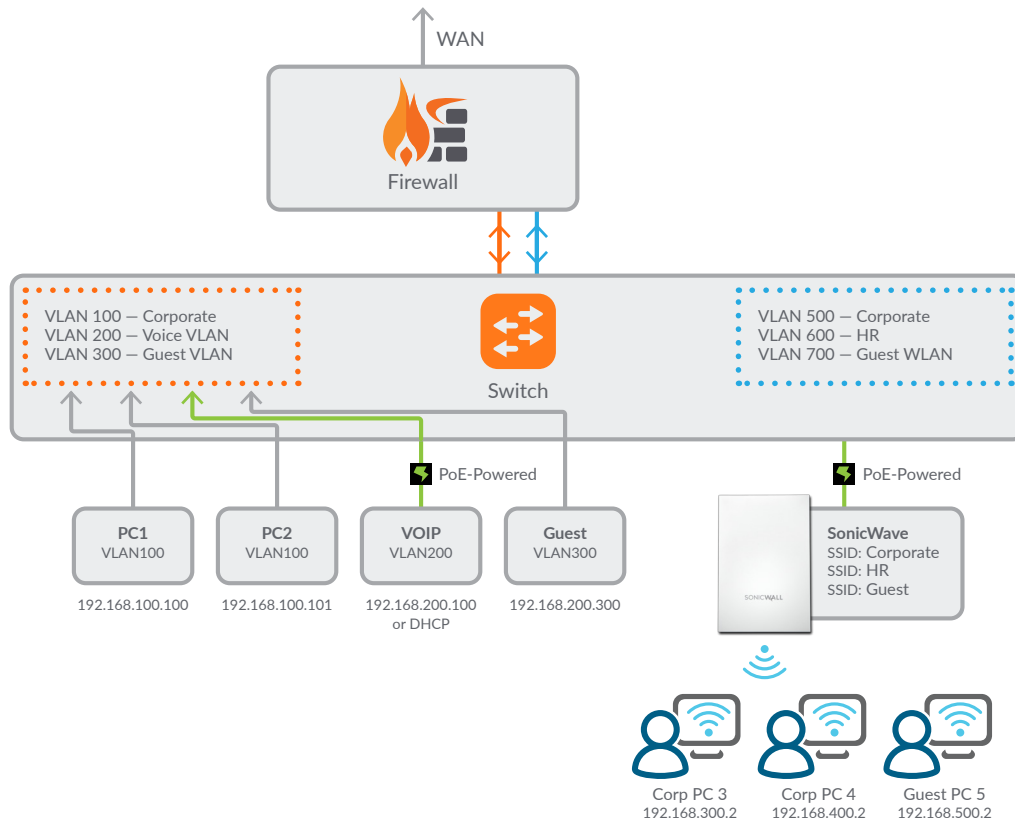 WAN
Firewall
VLAN 100 — Corporate
VLAN 200 — Voice VLAN
VLAN 300 — Guest VLAN
Switch
VLAN 500 — Corporate
VLAN 600 — HR
VLAN 700 — Guest WLAN
PoE-Powered
PoE-Powered
PC1
VLAN100
192.168.100.100
PC2
VLAN100
192.168.100.101
VOIP
VLAN200
192.168.200.100
or DHCP
Guest
VLAN300
192.168.200.300
SONICWALL
SonicWave
SSID: Corporate
SSID: HR
SSID: Guest
Corp PC 3
192.168.300.2
Corp PC 4
192.168.400.2
Guest PC 5
192.168.500.2